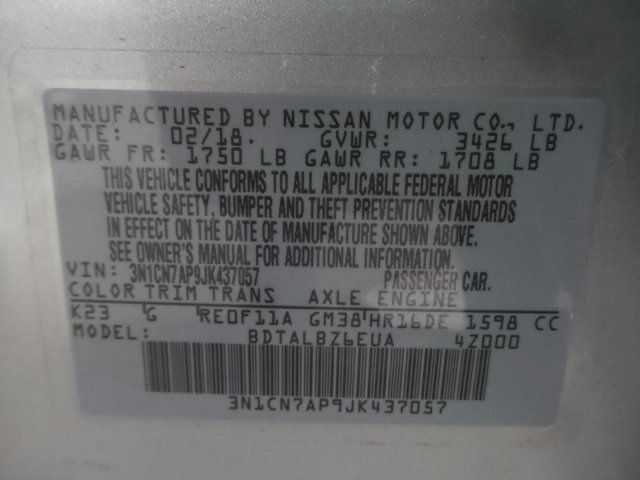 MANUFACTURED BY NISSAN MOTOR CO., LTD.
DATE: 02/18. GVWR: 3426 LB
GAWR FR: 1750 LB GAWR RR: 1708 LB
THIS VEHICLE CONFORMS TO ALL APPLICABLE FEDERAL MOTOR
VEHICLE SAFETY, BUMPER AND THEFT PREVENTION STANDARDS
IN EFFECT ON THE DATE OF MANUFACTURE SHOWN ABOVE.
SEE OWNER'S MANUAL FOR ADDITIONAL INFORMATION.
VIN: 3N1CN7AP9JK437057 PASSENGER CAR.
COLOR TRIM TRANS AXLE ENGINE
K23 G RE0F11A GM38 HR16DE 1598 CC
MODEL: BDTALBZ6EUA 4Z000
3N1CN7AP9JK437057